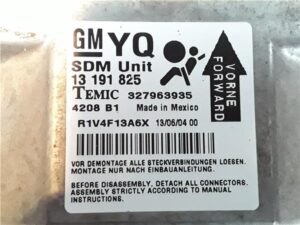 GM YQ
SDM Unit
13 191 825
TEMIC 327963935
4208 B1 Made in Mexico
R1V4F13A6X 13/06/04 00
VORNE
FORWARD
VOR DEMONTAGE ALLE STECKVERBINDUNGEN LOESEN.
MONTAGE NUR NACH EINBAUANLEITUNG.
BEFORE DISASSEMBLY, DETACH ALL CONNECTORS.
ASSEMBLY STRICTLY ACCORDING TO MANUAL
INSTRUCTIONS.